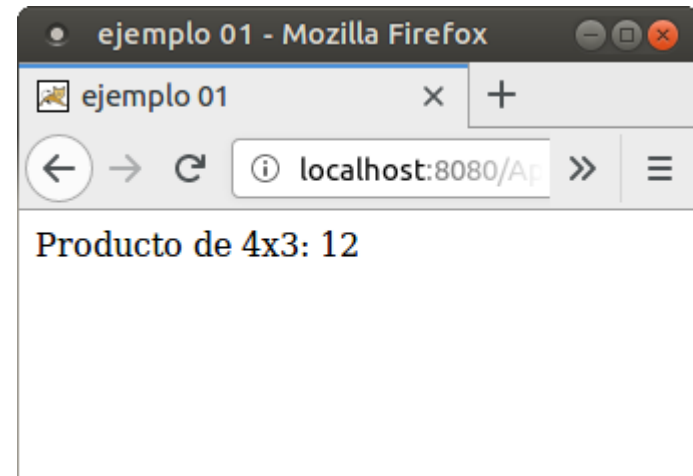 ejemplo 01 - Mozilla Firefox
ejemplo 01
localhost:8080/Ap
Producto de 4x3: 12